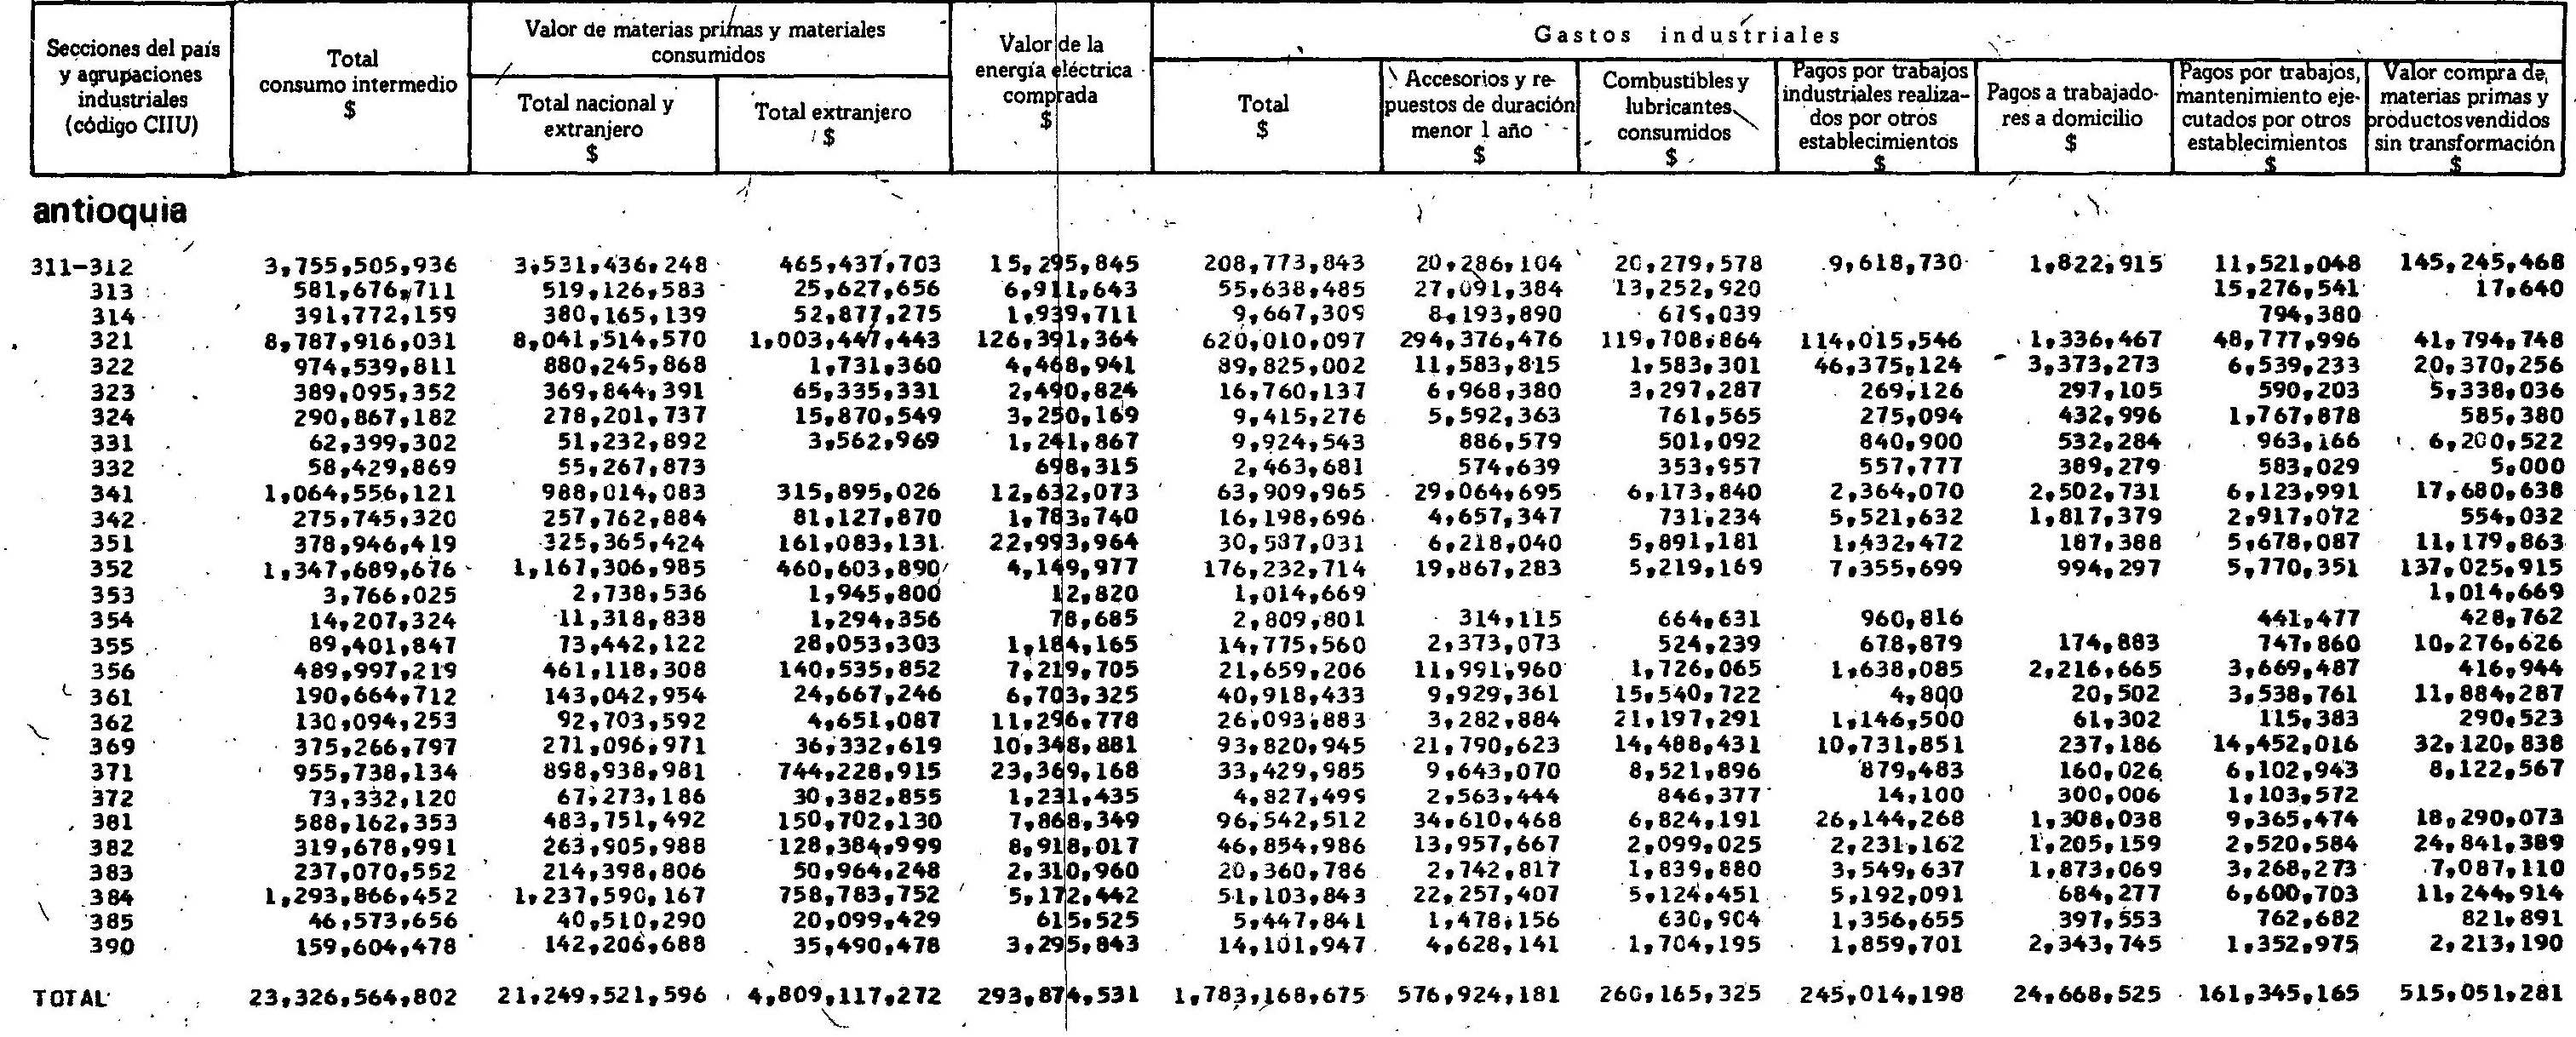 Secciones del país y agrupaciones industriales (código CIIU)
Total consumo intermedio $
Valor de materias primas y materiales consumidos
Total nacional y extranjero $
Total extranjero $
Valor de la energía eléctrica comprada $
Gastos industriales
Total $
Accesorios y repuestos de duración menor 1 año $
Combustibles y lubricantes consumidos $
Pagos por trabajos industriales realizados por otros establecimientos $
Pagos a trabajadores a domicilio $
Pagos por trabajos, mantenimiento ejecutados por otros establecimientos $
Valor compra de, materias primas y productos vendidos sin transformación $
antioquia
311-312 3,755,505,936 3,531,436,248 465,437,703 15,295,845 208,773,843 20,286,104 20,279,578 9,618,730 1,822,915 11,521,048 145,245,468
313 581,676,711 519,126,583 25,627,656 6,911,643 55,638,485 27,091,384 13,252,920 15,276,541 17,640
314 391,772,159 380,165,139 52,877,275 1,939,711 9,667,309 8,193,890 679,039 794,380
321 8,787,916,031 8,041,514,570 1,003,447,443 126,391,364 620,010,097 294,376,476 119,708,864 114,015,546 1,336,467 48,777,996 41,794,748
322 974,539,811 880,245,868 1,731,360 4,468,941 89,825,002 11,583,815 1,583,301 46,375,124 3,373,273 6,539,233 20,370,256
323 389,095,352 369,844,391 65,335,331 2,490,824 16,760,137 6,968,380 3,297,287 269,126 297,105 590,203 5,338,036
324 290,867,182 278,201,737 15,870,549 3,250,169 9,415,276 5,592,363 761,565 275,094 432,996 1,767,878 585,380
331 62,399,302 51,232,892 3,562,969 1,241,867 9,924,543 886,579 501,092 840,900 532,284 963,166 6,200,522
332 58,429,869 55,267,873 698,315 2,463,681 574,639 353,957 557,777 389,279 583,029 5,000
341 1,064,556,121 988,014,083 315,895,026 12,632,073 63,909,965 29,064,695 6,173,840 2,364,070 2,502,731 6,123,991 17,680,638
342 275,745,320 257,762,884 81,127,870 1,783,740 16,198,696 4,657,347 731,234 5,521,632 1,817,379 2,917,072 554,032
351 378,946,419 325,365,424 161,083,131 22,993,964 30,587,031 6,218,040 5,891,181 1,432,472 187,388 5,678,087 11,179,863
352 1,347,689,676 1,167,306,985 460,603,890 4,149,977 176,232,714 19,867,283 5,219,169 7,355,699 994,297 5,770,351 137,025,915
353 3,766,025 2,738,536 1,945,800 12,820 1,014,669 1,014,669
354 14,207,324 11,318,838 1,294,356 78,685 2,809,801 314,115 664,631 960,816 441,477 428,762
355 89,401,847 73,442,122 28,053,303 1,184,165 14,775,560 2,373,073 524,239 678,879 174,883 747,860 10,276,626
356 489,997,219 461,118,308 140,535,852 7,219,705 21,659,206 11,991,960 1,726,065 1,638,085 2,216,665 3,669,487 416,944
361 190,664,712 143,042,954 24,667,246 6,703,325 40,918,433 9,929,361 15,540,722 4,800 20,502 3,538,761 11,884,287
362 130,094,253 92,703,592 4,651,087 11,296,778 26,093,883 3,282,884 21,197,291 1,146,500 61,302 115,383 290,523
369 375,266,797 271,096,971 36,332,619 10,348,881 93,820,945 21,790,623 14,488,431 10,731,851 237,186 14,452,016 32,120,838
371 955,738,134 898,938,981 744,228,915 23,369,168 33,429,985 9,643,070 8,521,896 879,483 160,026 6,102,943 8,122,567
372 73,332,120 67,273,186 30,382,855 1,231,435 4,827,499 2,563,444 846,377 14,100 300,006 1,103,572
381 588,162,353 483,751,492 150,702,130 7,868,349 96,542,512 34,610,468 6,824,191 26,144,268 1,308,038 9,365,474 18,290,073
382 319,678,991 263,905,988 128,384,999 8,918,017 46,854,986 13,957,667 2,099,025 2,231,162 1,205,159 2,520,584 24,841,389
383 237,070,552 214,398,806 50,964,248 2,310,960 20,360,786 2,742,817 1,839,880 3,549,637 1,873,069 3,268,273 7,087,110
384 1,293,866,452 1,237,590,167 758,783,752 5,172,442 51,103,843 22,257,407 5,124,451 5,192,091 684,277 6,600,703 11,244,914
385 46,573,656 40,510,290 20,099,429 615,525 5,447,841 1,478,156 630,904 1,356,655 397,553 762,682 821,891
390 159,604,478 142,206,688 35,490,478 3,295,843 14,101,947 4,628,141 1,704,195 1,859,701 2,343,745 1,352,975 2,213,190
TOTAL 23,326,564,802 21,249,521,596 4,809,117,272 293,874,531 1,783,168,675 576,924,181 260,165,325 245,014,198 24,668,525 161,345,165 515,051,281